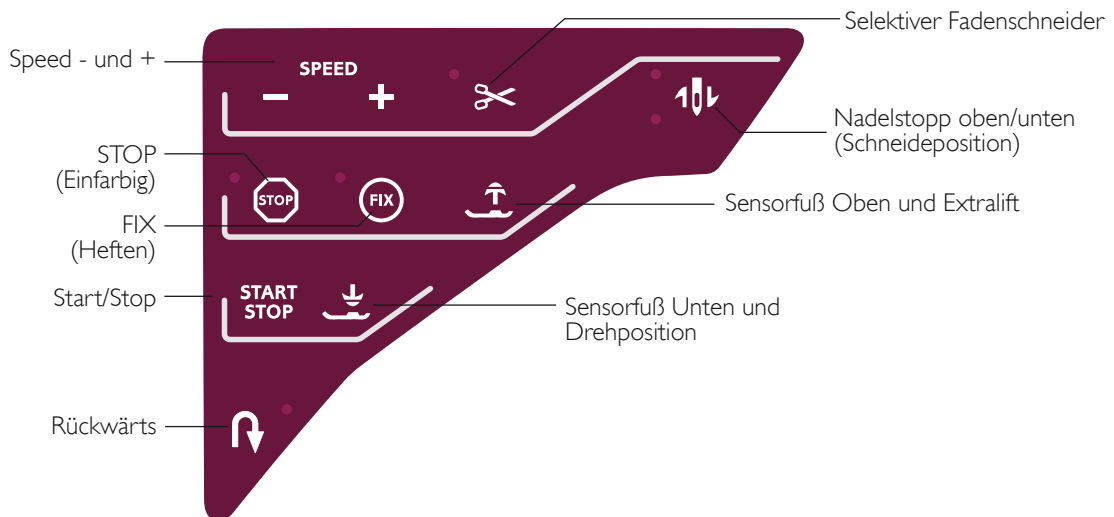 Selektiver Fadenschneider
Speed - und +
SPEED
- +
Nadelstopp oben/unten
(Schneideposition)
STOP
(Einfarbig)
STOP
FIX
FIX
(Heften)
Sensorfuß Oben und Extralift
Start/Stop
START
STOP
Sensorfuß Unten und
Drehposition
Rückwärts